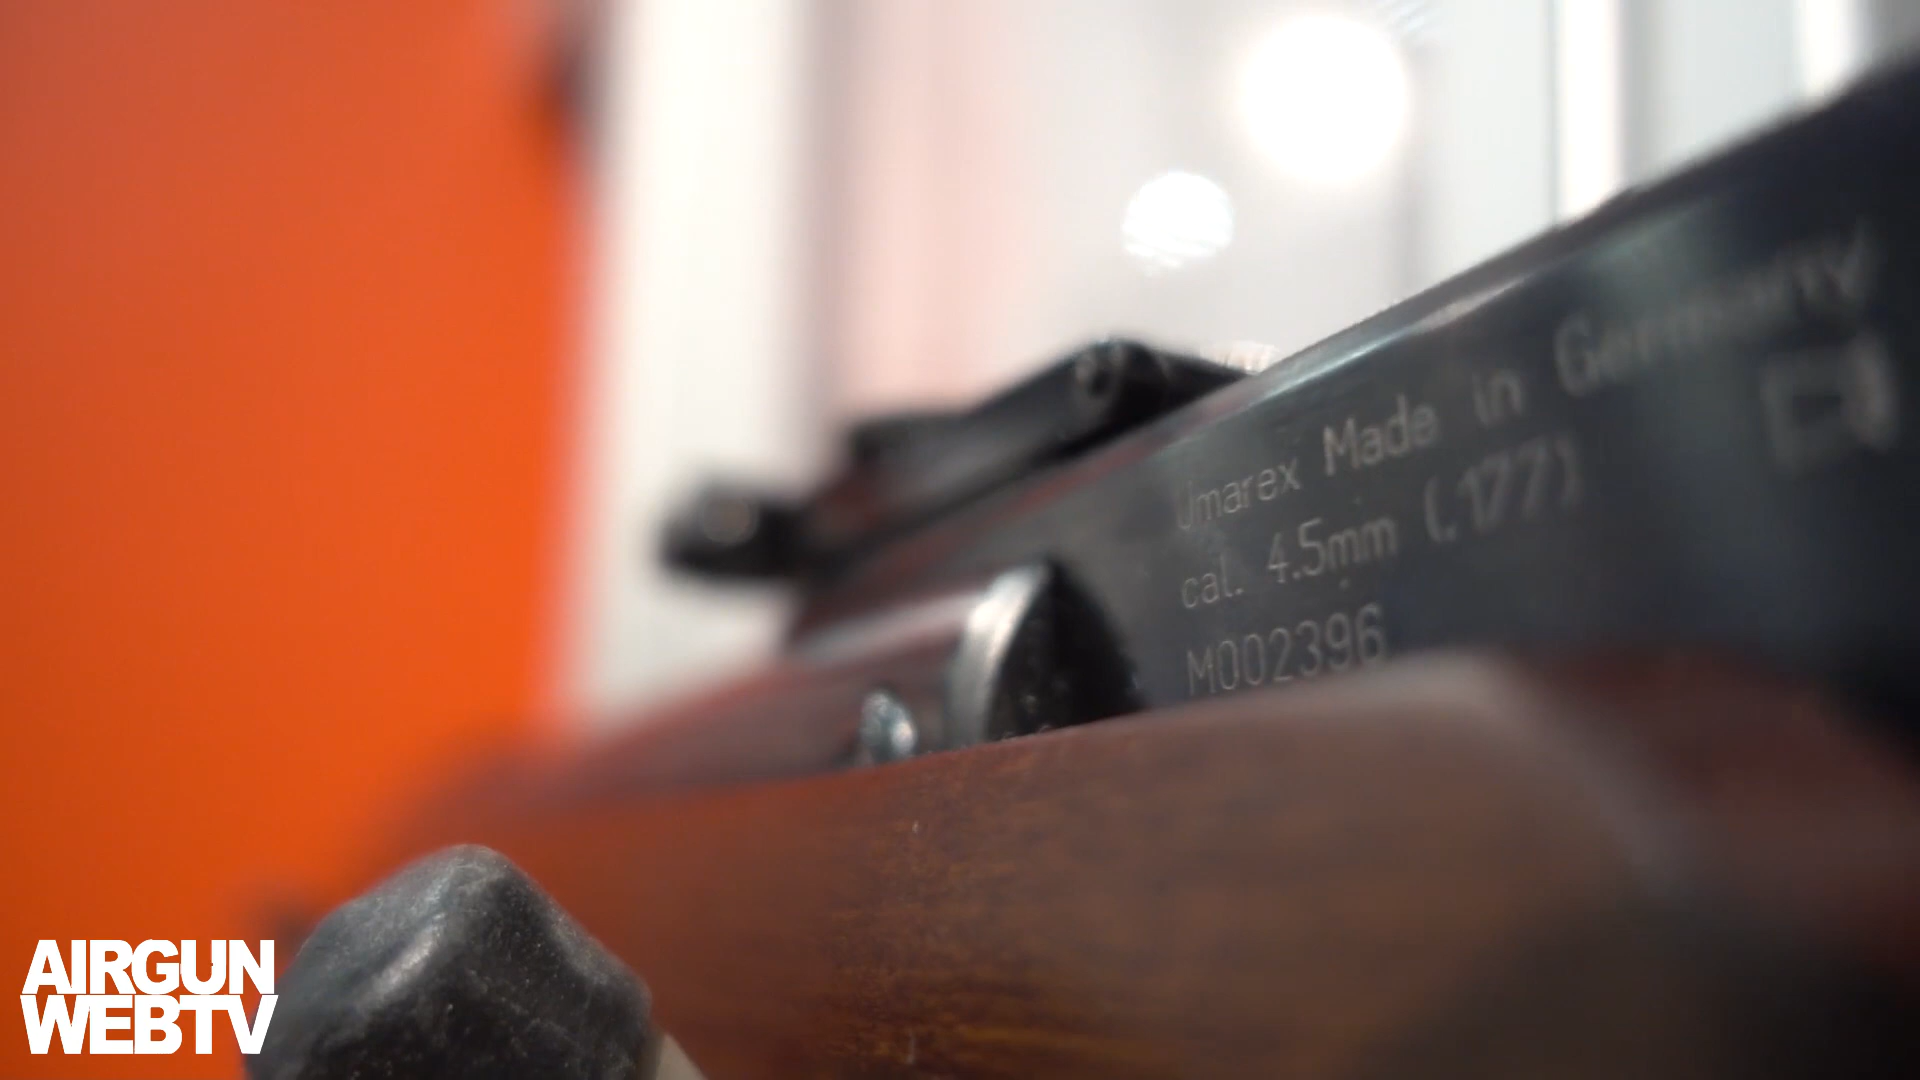 Umarex Made in Germany
cal. 4.5mm (.177)
M002396
AIRGUN
WEBTV